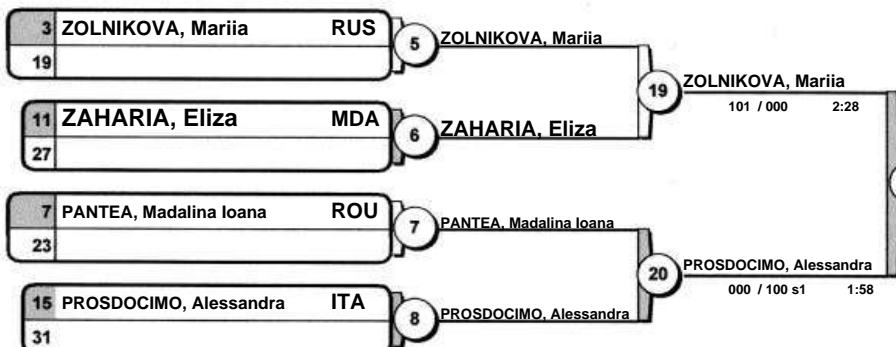 3 ZOLNIKOVA, Mariia RUS
19
5 ZOLNIKOVA, Mariia
11 ZAHARIA, Eliza MDA
27
6 ZAHARIA, Eliza
19 ZOLNIKOVA, Mariia
101 / 000 2:28
7 PANTEA, Madalina Ioana ROU
23
7 PANTEA, Madalina Ioana
15 PROSDOCIMO, Alessandra ITA
31
8 PROSDOCIMO, Alessandra
20 PROSDOCIMO, Alessandra
000 / 100 s1 1:58